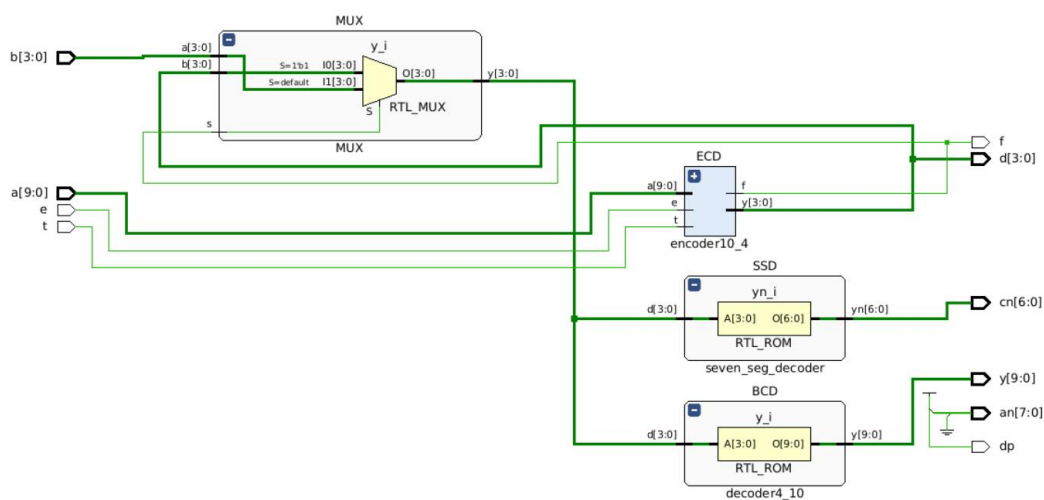 MUX
y_i
b[3:0]
a[3:0]
b[3:0]
S=1'b1
I0[3:0]
S=default
I1[3:0]
O[3:0]
y[3:0]
S
RTL_MUX
s
MUX
f
d[3:0]
ECD
a[9:0]
e
t
a[9:0]
e
t
f
y[3:0]
encoder10_4
SSD
yn_i
d[3:0]
A[3:0]
O[6:0]
yn[6:0]
cn[6:0]
RTL_ROM
seven_seg_decoder
BCD
y_i
d[3:0]
A[3:0]
O[9:0]
y[9:0]
RTL_ROM
decoder4_10
y[9:0]
an[7:0]
dp